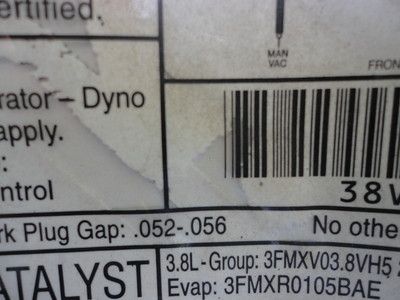 ertified.
MAN
VAC
FRON
rator – Dyno
apply.
:
ontrol
38V
rk Plug Gap: .052-.056
No othe
ATALYST
3.8L - Group: 3FMXV03.8VH5 2
Evap: 3FMXR0105BAE